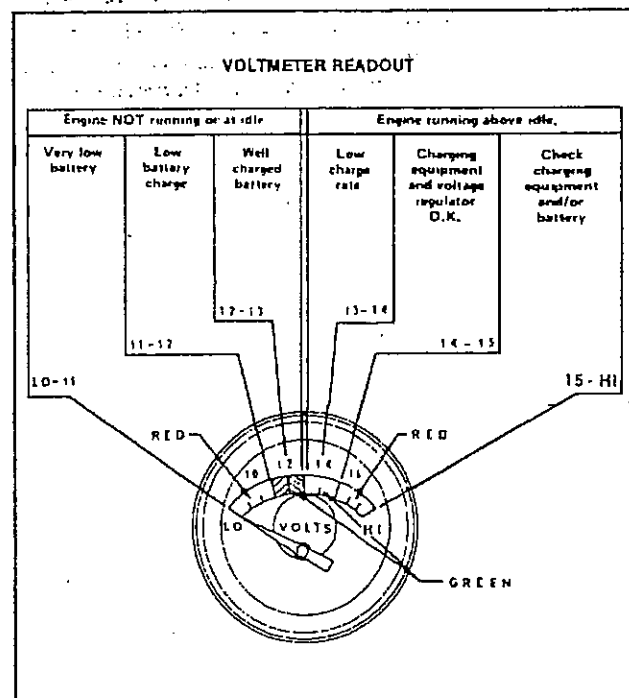 VOLTMETER READOUT
Engine NOT running or at idle
Engine running above idle.
Very low
battery
Low
battery
charge
Well
charged
battery
Low
charge
rate
Charging
equipment
and voltage
regulator
O.K.
Check
charging
equipment
and/or
battery
12-13
13-14
11-12
14-15
LO-11
15-HI
RED
RED
10
12
14
16
LO
VOLTS
HI
GREEN